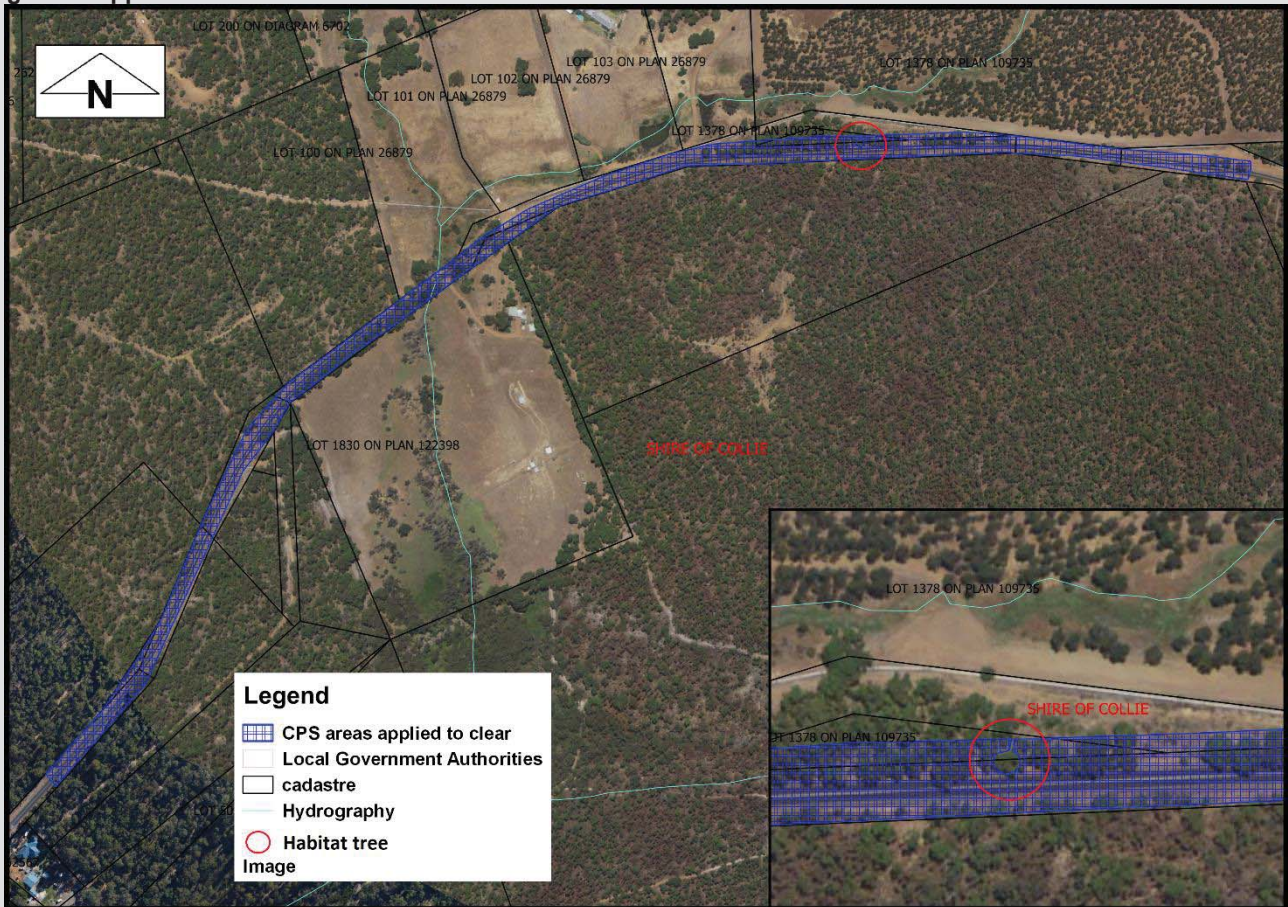 LOT 200 ON DIAGRAM 6702
N
LOT 103 ON PLAN 26879
LOT 1378 ON PLAN 109735
LOT 102 ON PLAN 26879
LOT 101 ON PLAN 26879
LOT 1378 ON PLAN 109735
LOT 100 ON PLAN 26879
LOT 1830 ON PLAN 122398
SHIRE OF COLLIE
LOT 1378 ON PLAN 109735
SHIRE OF COLLIE
LOT 1378 ON PLAN 109735
Legend
CPS areas applied to clear
Local Government Authorities
cadastre
Hydrography
Habitat tree
Image